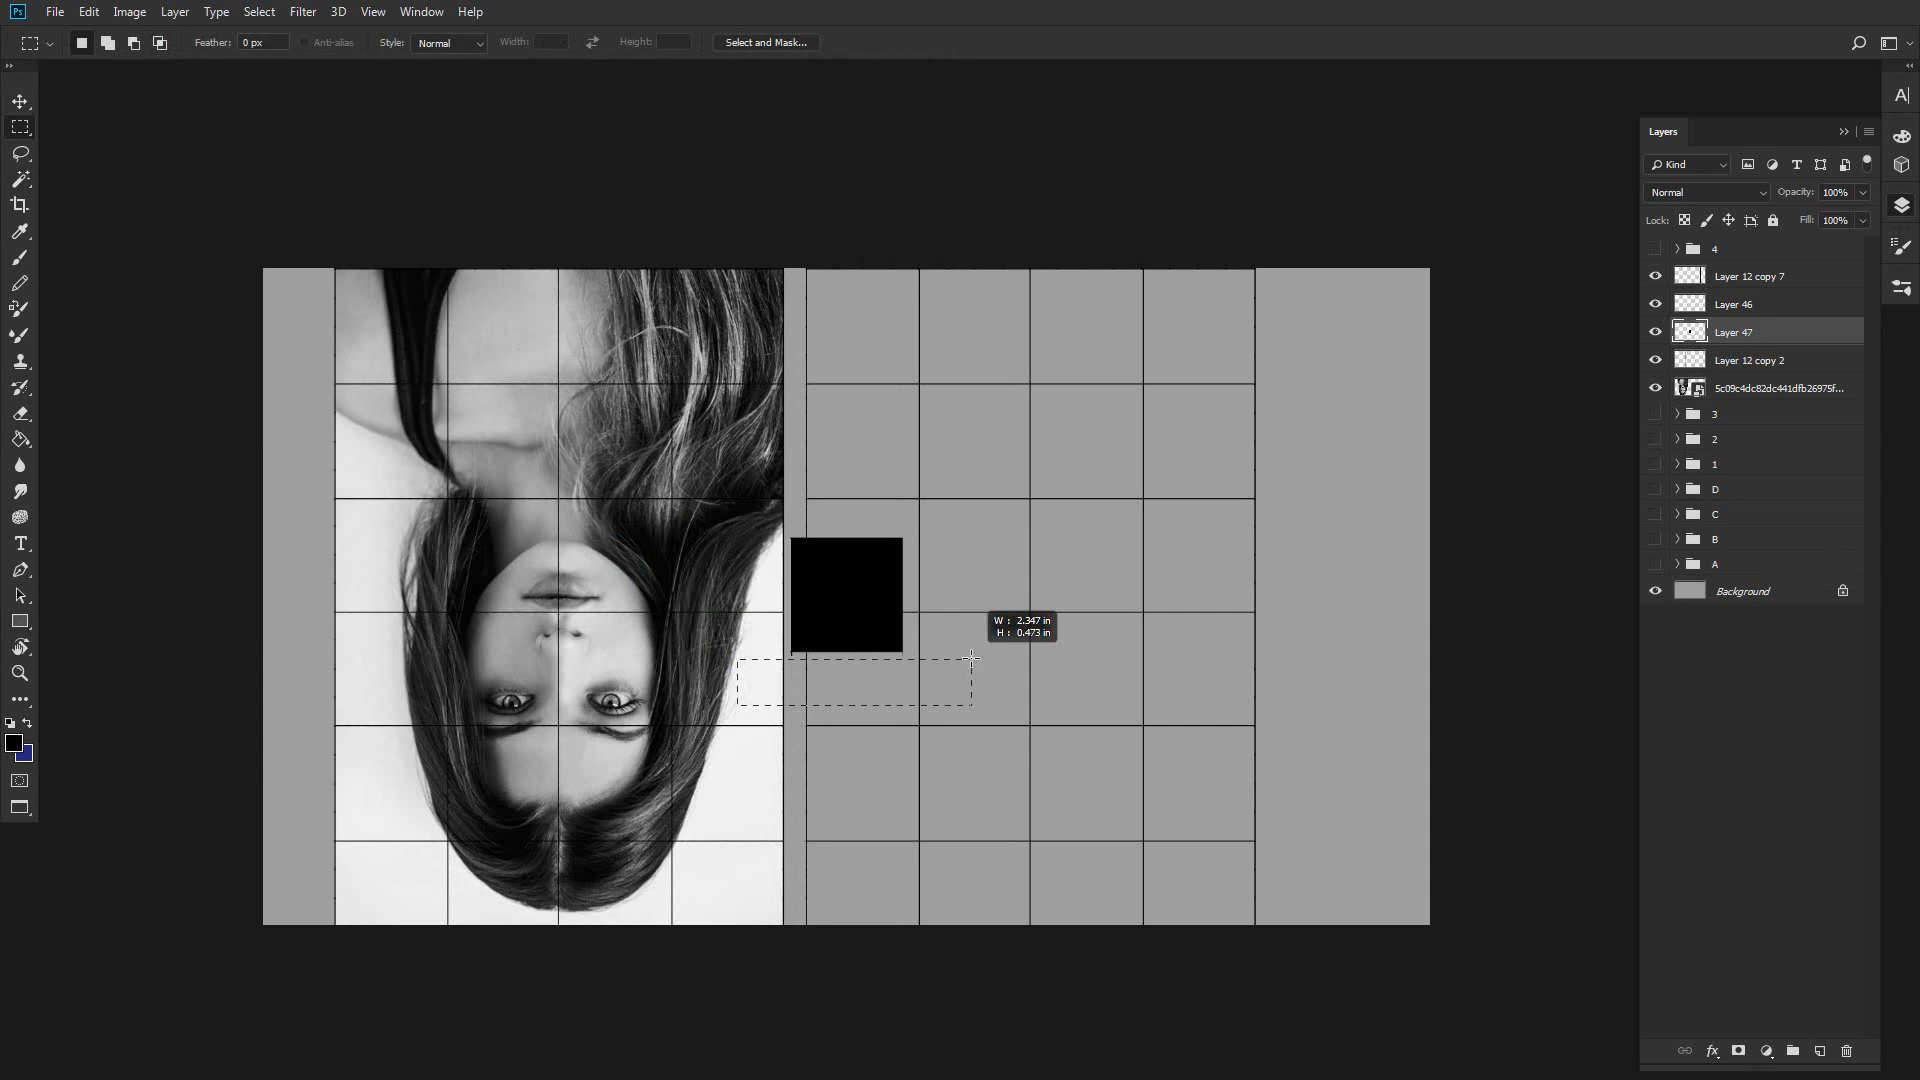 Ps File Edit Image Layer Type Select Filter 3D View Window Help
Feather: 0 px Anti-alias Style: Normal Width: Height: Select and Mask...
Layers
Kind
Normal Opacity: 100%
Lock: Fill: 100%
4
Layer 12 copy 7
Layer 46
Layer 47
Layer 12 copy 2
5c09c4dc82dc441dfb26975f...
3
2
1
D
C
B
A
Background
W : 2.347 in
H : 0.473 in